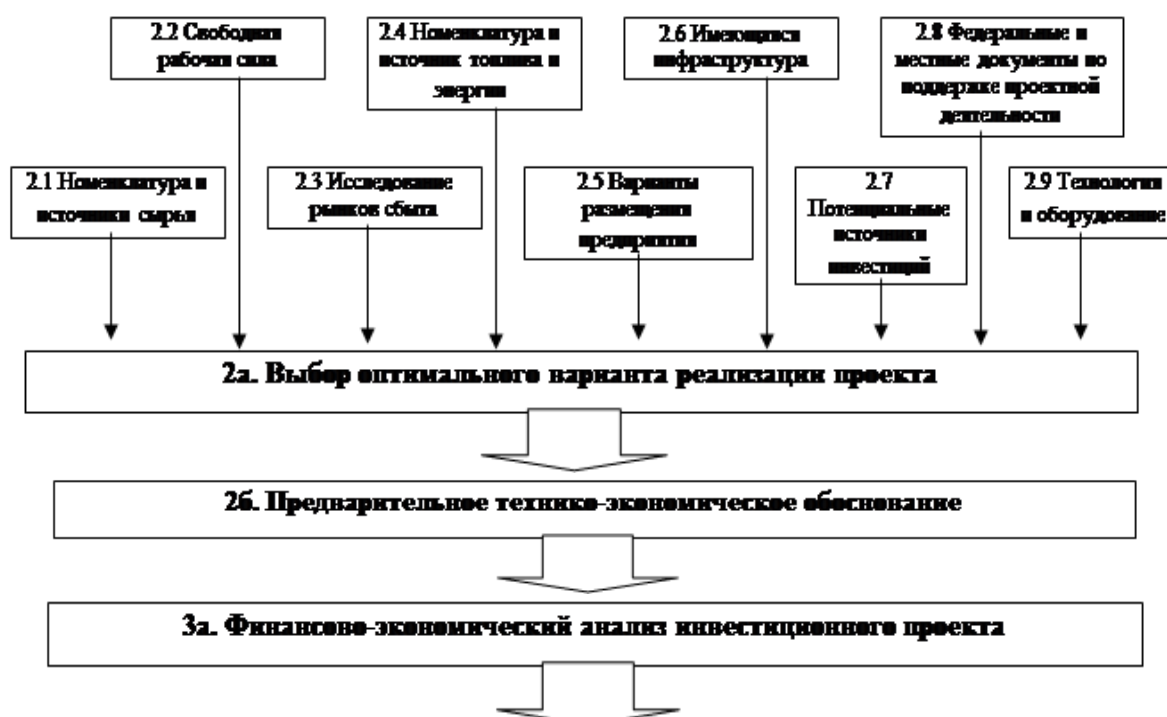 2.2 Свободная
рабочая сила
2.4 Номенклатура и
источник топлива и
энергии
2.6 Имеющаяся
инфраструктура
2.8 Федеральные и
местные документы по
поддержке проектной
деятельности
2.1 Номенклатура и
источники сырья
2.3 Исследование
рынков сбыта
2.5 Варианты
размещения
предприятия
2.7
Потенциальные
источники
инвестиций
2.9 Технология
и оборудование
2а. Выбор оптимального варианта реализации проекта
2б. Предварительное технико-экономическое обоснование
3а. Финансово-экономический анализ инвестиционного проекта